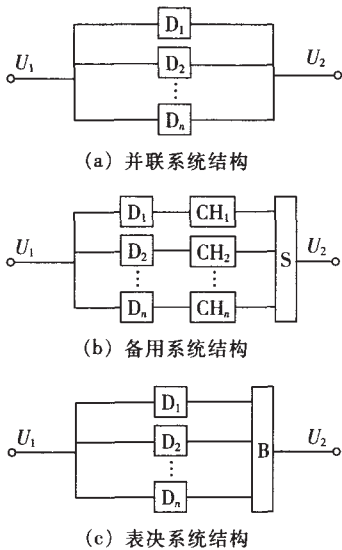 D₁
U₁
D₂
U₂
Dₙ
(a) 并联系统结构
D₁ CH₁
U₁
D₂ CH₂ S U₂
Dₙ CHₙ
(b) 备用系统结构
D₁
U₁
D₂ B U₂
Dₙ
(c) 表决系统结构